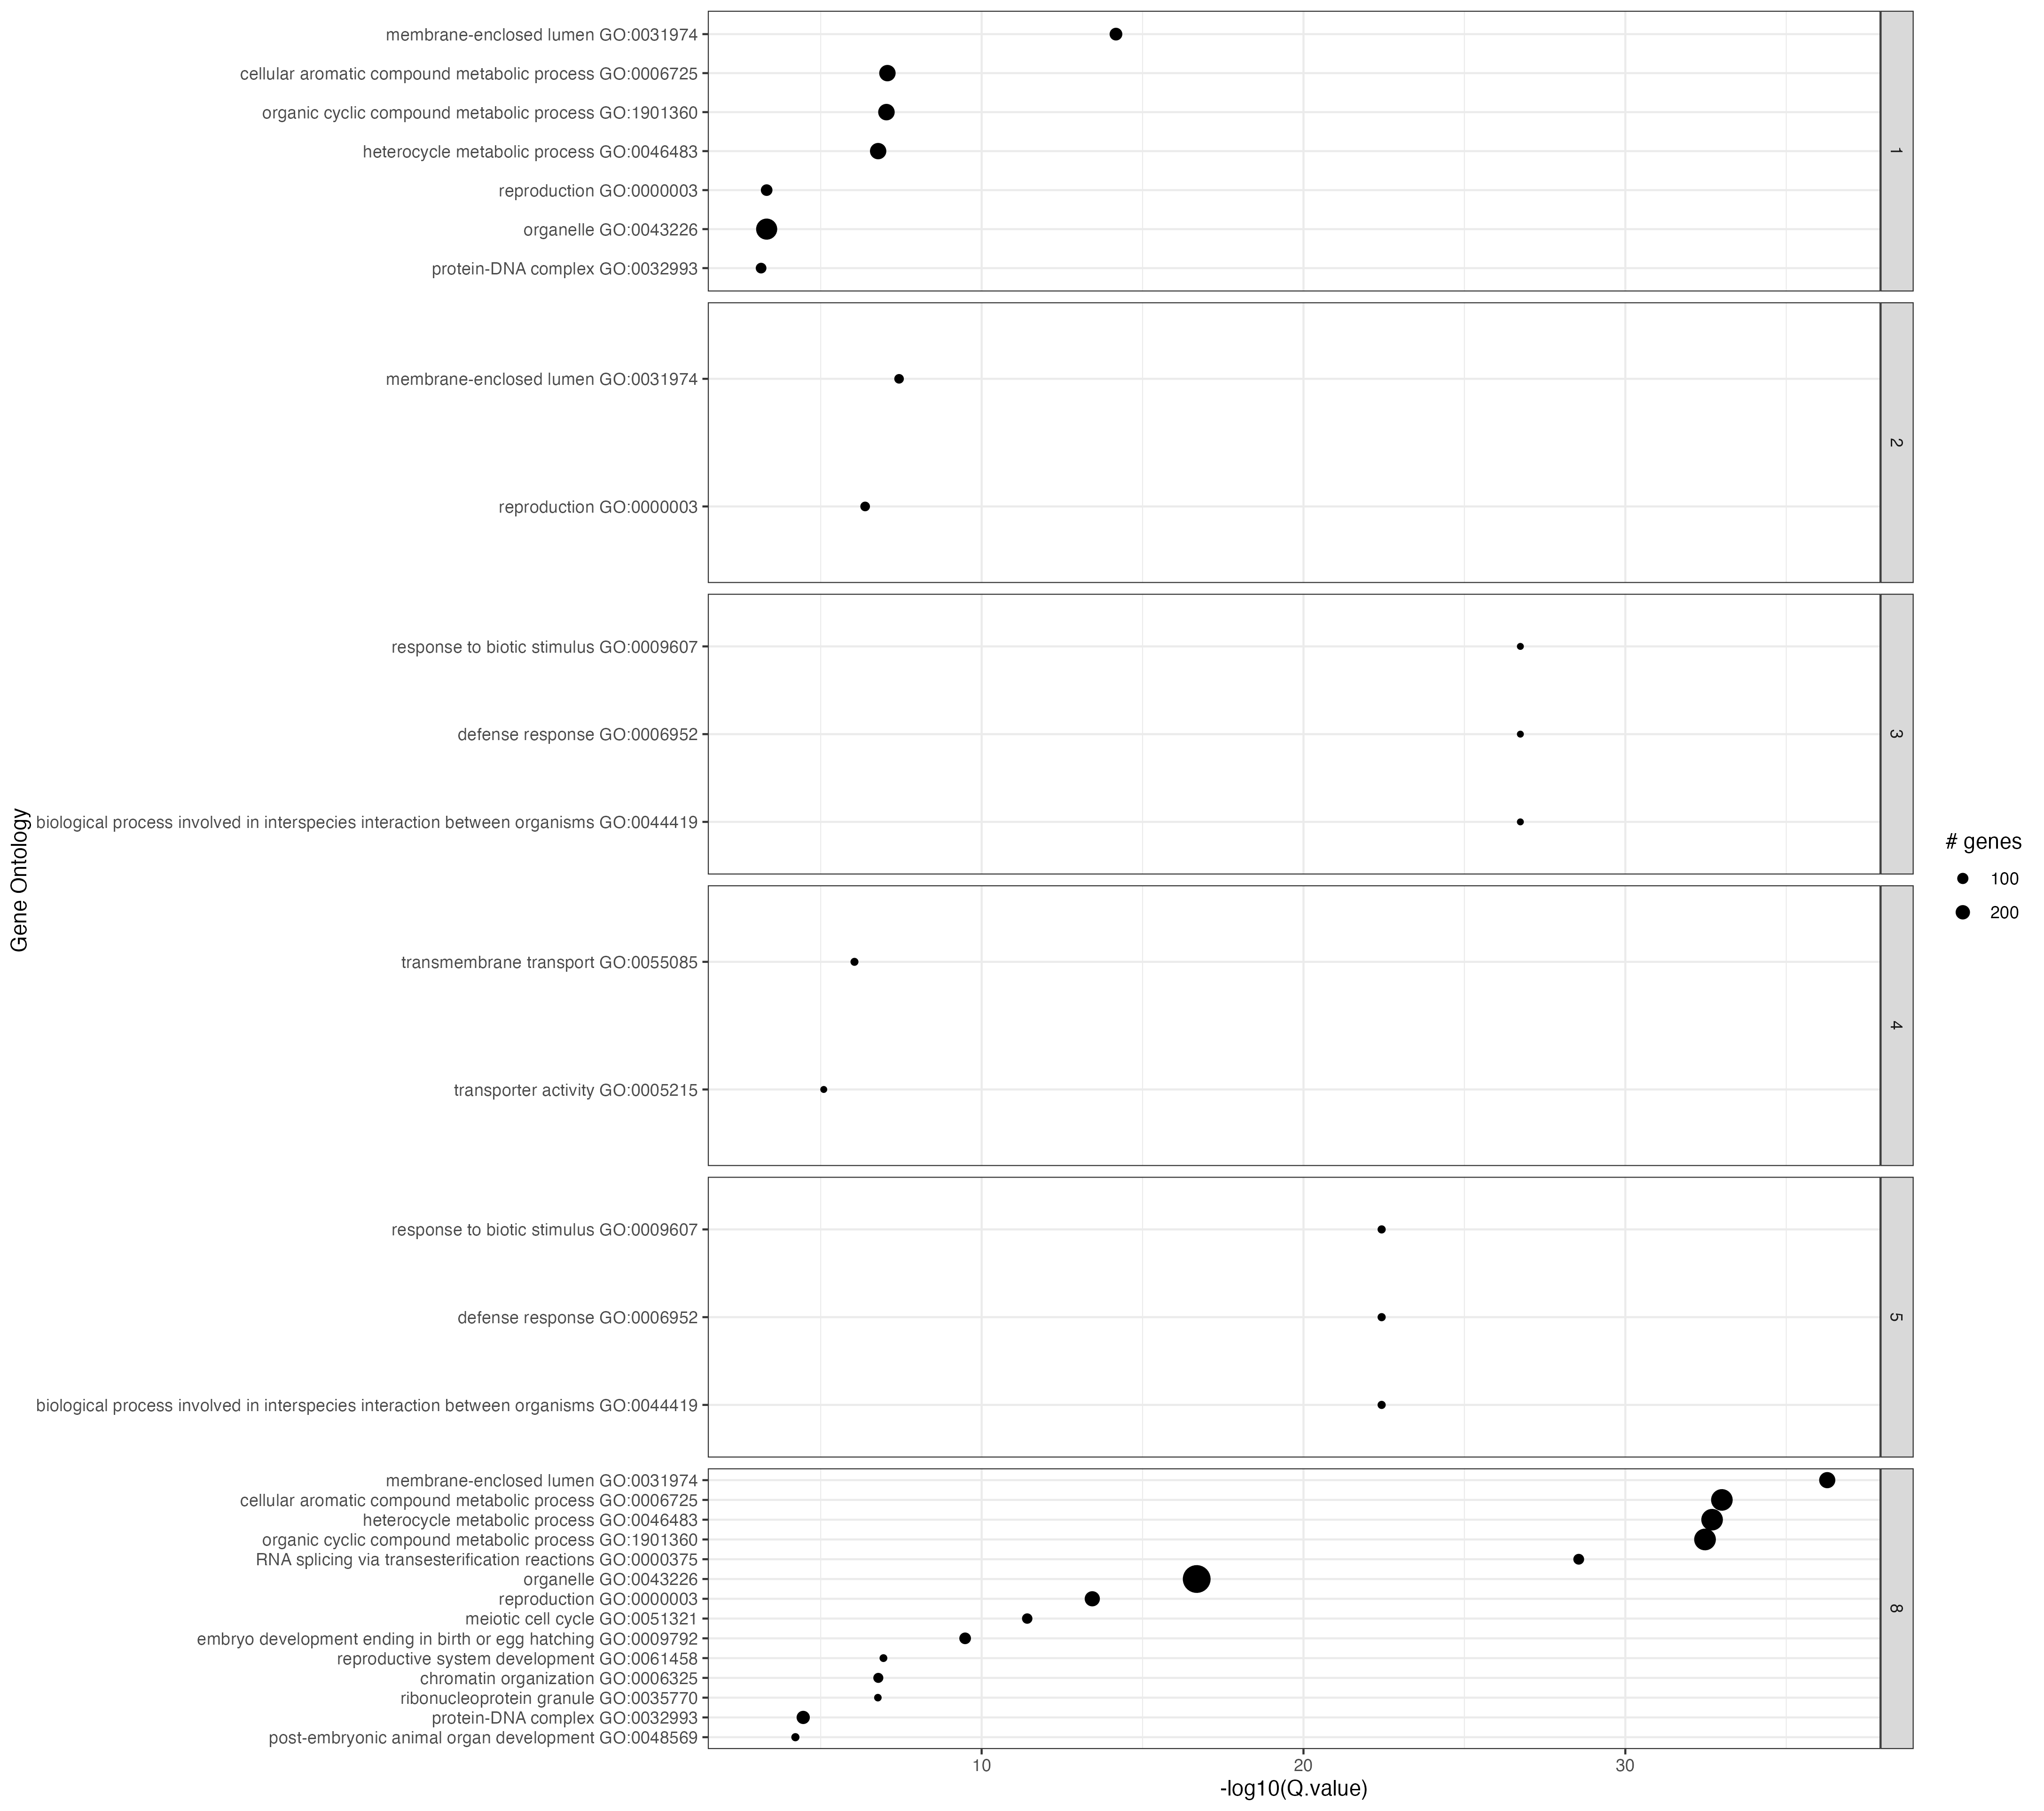 membrane-enclosed lumen GO:0031974
cellular aromatic compound metabolic process GO:0006725
organic cyclic compound metabolic process GO:1901360
heterocycle metabolic process GO:0046483
reproduction GO:0000003
organelle GO:0043226
protein-DNA complex GO:0032993
1
membrane-enclosed lumen GO:0031974
reproduction GO:0000003
2
response to biotic stimulus GO:0009607
defense response GO:0006952
biological process involved in interspecies interaction between organisms GO:0044419
3
transmembrane transport GO:0055085
transporter activity GO:0005215
4
response to biotic stimulus GO:0009607
defense response GO:0006952
biological process involved in interspecies interaction between organisms GO:0044419
5
membrane-enclosed lumen GO:0031974
cellular aromatic compound metabolic process GO:0006725
heterocycle metabolic process GO:0046483
organic cyclic compound metabolic process GO:1901360
RNA splicing via transesterification reactions GO:0000375
organelle GO:0043226
reproduction GO:0000003
meiotic cell cycle GO:0051321
embryo development ending in birth or egg hatching GO:0009792
reproductive system development GO:0061458
chromatin organization GO:0006325
ribonucleoprotein granule GO:0035770
protein-DNA complex GO:0032993
post-embryonic animal organ development GO:0048569
8
10
20
30
-log10(Q.value)
Gene Ontology
# genes
100
200